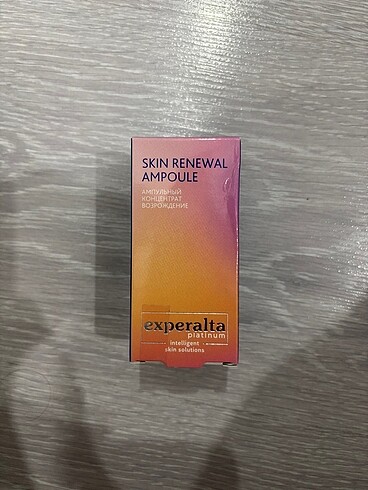 SKIN RENEWAL
AMPOULE
АМПУЛЬНЫЙ
КОНЦЕНТРАТ
ВОЗРОЖДЕНИЕ
experalta
platinum
intelligent
skin solutions